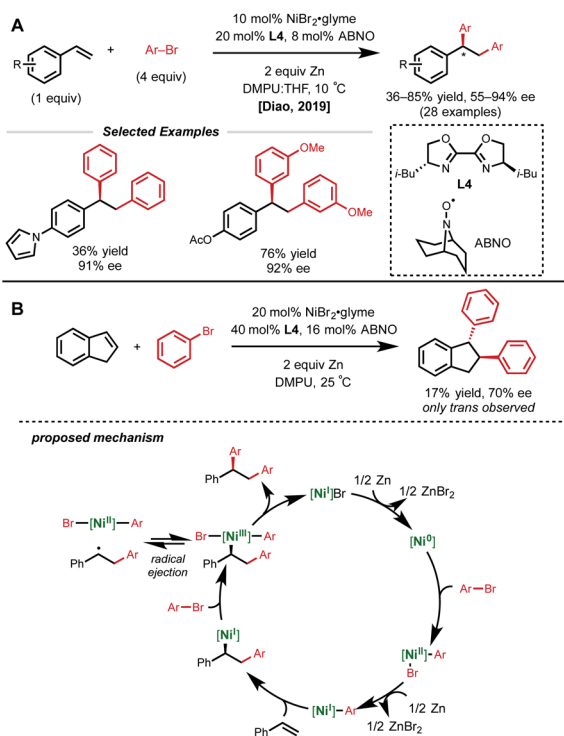 A
R
+
Ar–Br
(1 equiv)
(4 equiv)
10 mol% NiBr2•glyme
20 mol% L4, 8 mol% ABNO
2 equiv Zn
DMPU:THF, 10 °C
[Diao, 2019]
Ar
Ar
*
R
36–85% yield, 55–94% ee
(28 examples)
Selected Examples
N
36% yield
91% ee
OMe
OMe
AcO
76% yield
92% ee
O O
N N
i-Bu i-Bu
L4
O•
N
ABNO
B
+
Br
20 mol% NiBr2•glyme
40 mol% L4, 16 mol% ABNO
2 equiv Zn
DMPU, 25 °C
17% yield, 70% ee
only trans observed
proposed mechanism
Ar
Ph Ar
[NiI]Br
1/2 Zn
1/2 ZnBr2
[Ni0]
Ar–Br
[NiII]–Ar
Br
1/2 Zn
1/2 ZnBr2
[NiI]–Ar
Ph
[NiI]
Ph Ar
Ar–Br
Br–[NiIII]–Ar
Ph Ar
radical
ejection
Br–[NiII]–Ar
•
Ph Ar